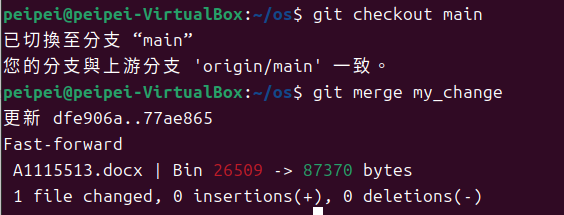 peipei@peipei-VirtualBox:~/os$ git checkout main
已切換至分支 “main”
您的分支與上游分支 'origin/main' 一致。
peipei@peipei-VirtualBox:~/os$ git merge my_change
更新 dfe906a..77ae865
Fast-forward
 A1115513.docx | Bin 26509 -> 87370 bytes
 1 file changed, 0 insertions(+), 0 deletions(-)